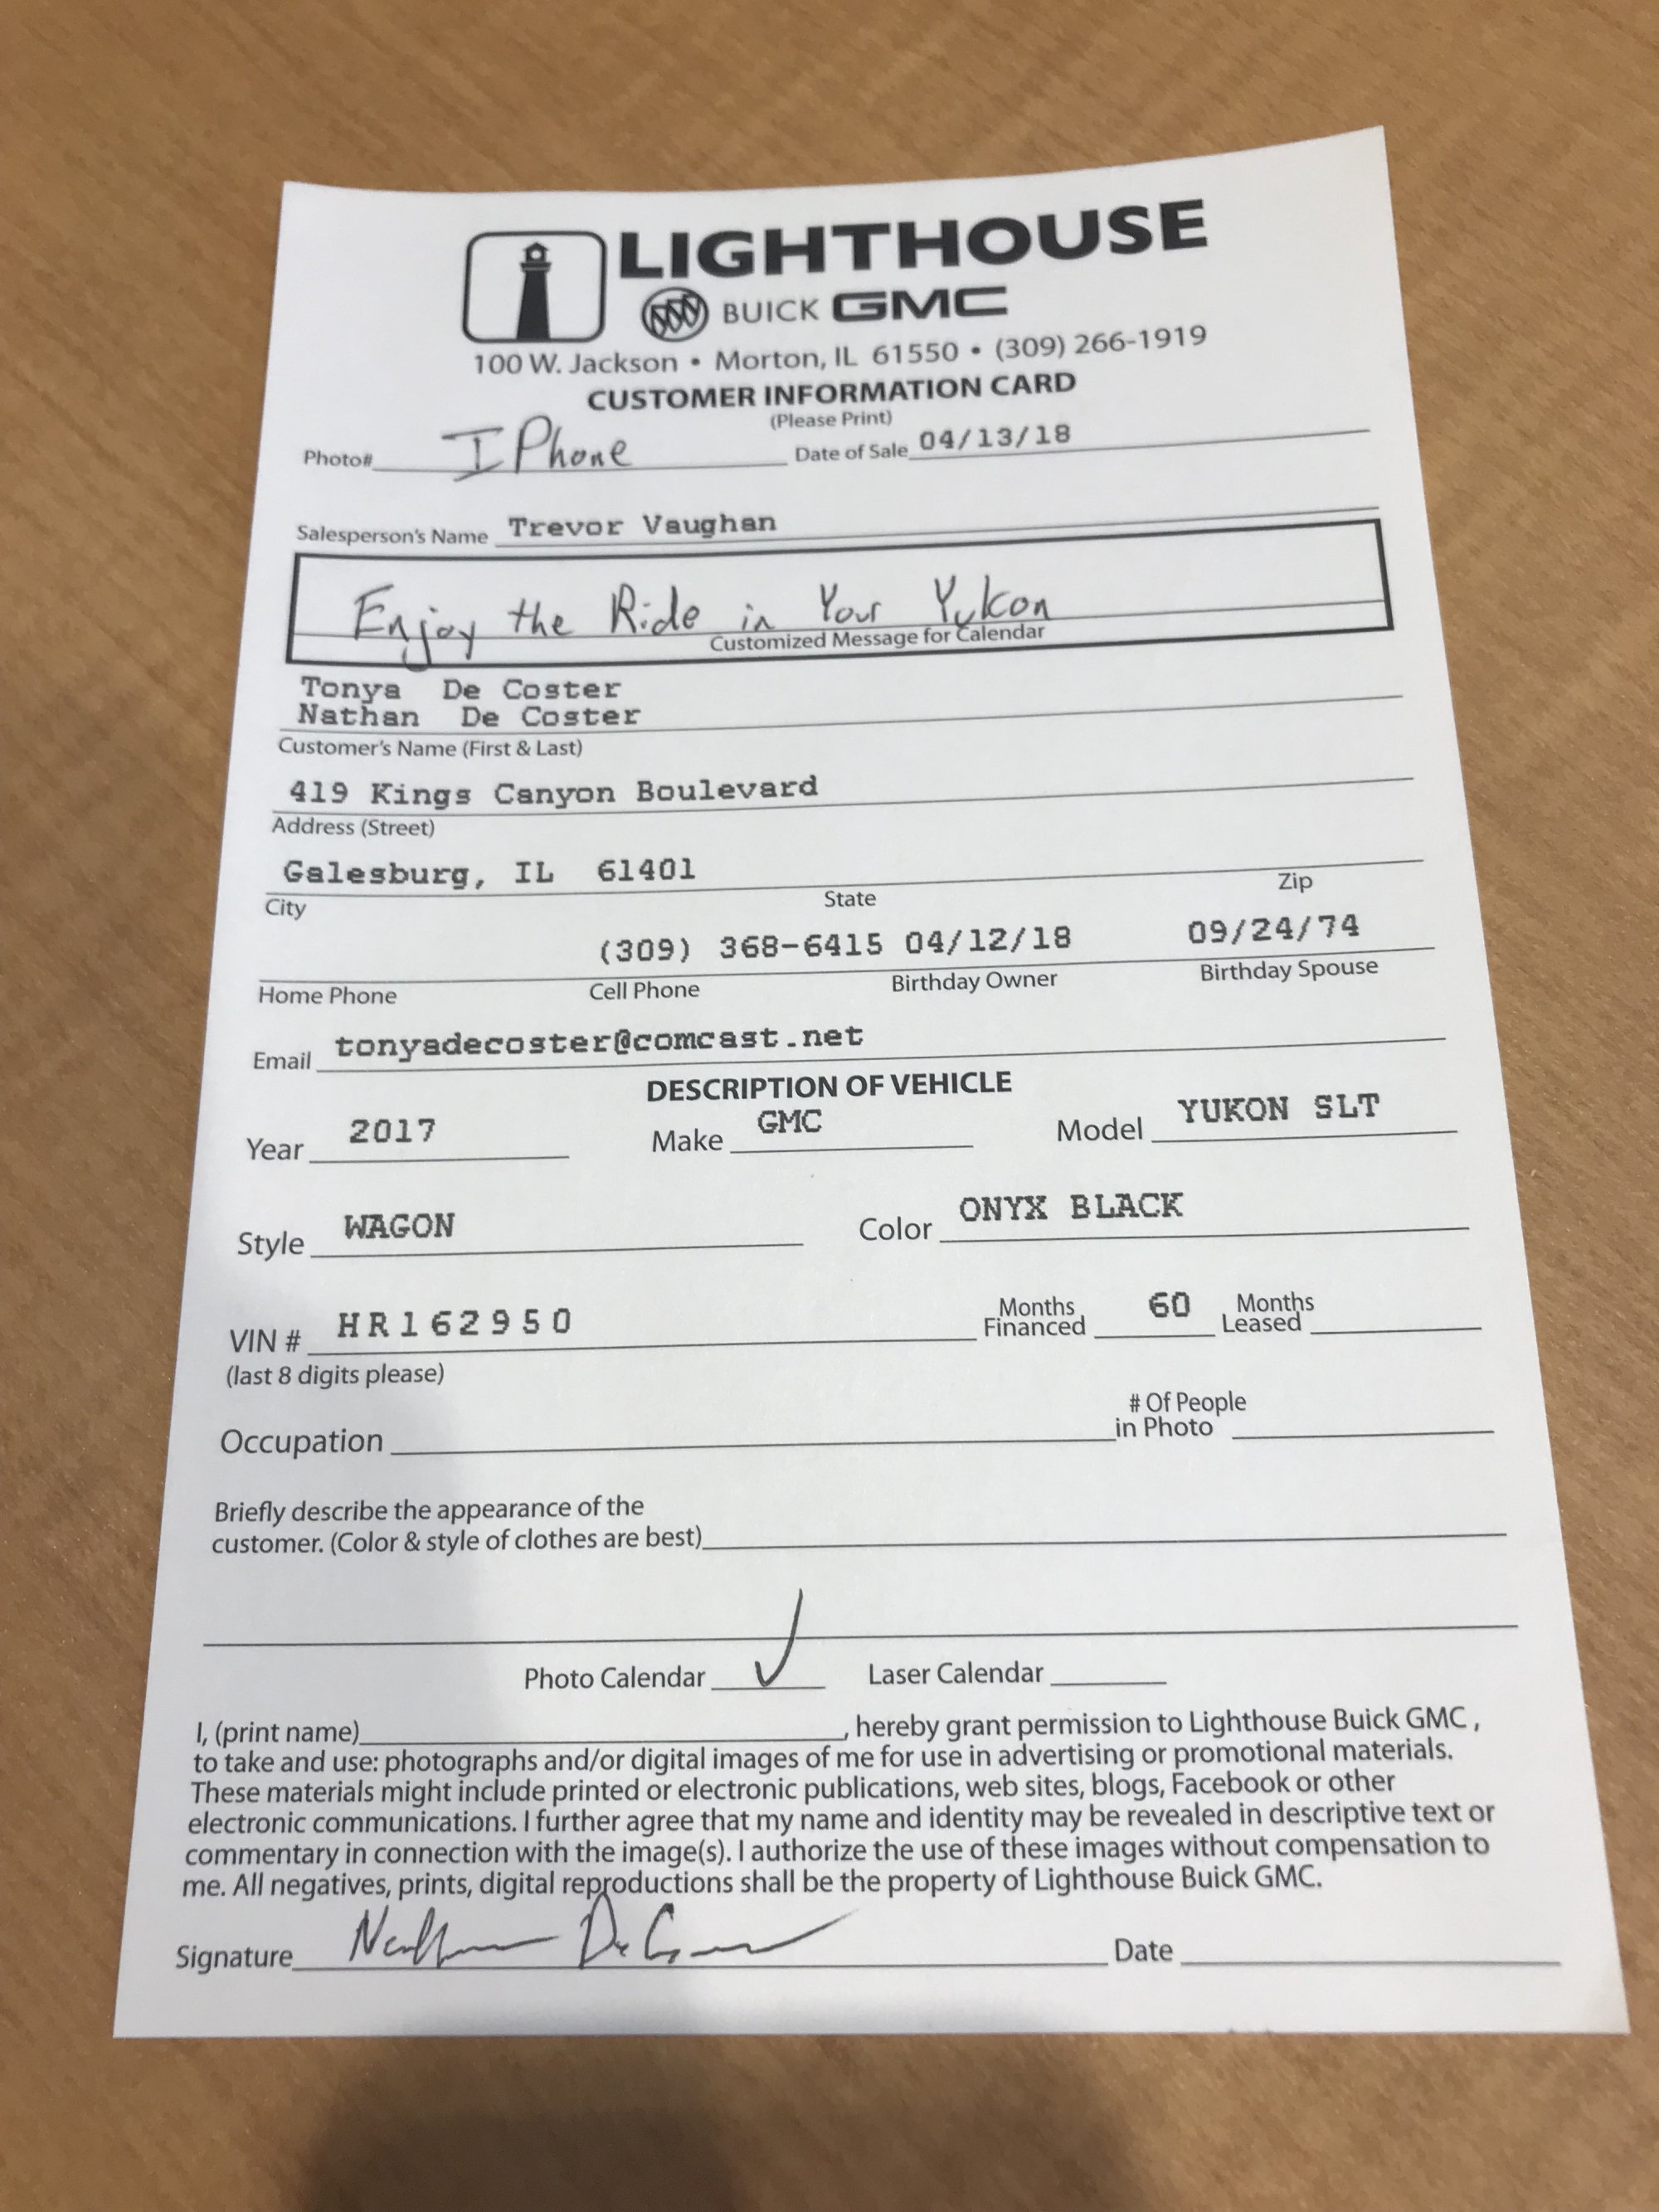 LIGHTHOUSE
BUICK GMC
100 W. Jackson • Morton, IL 61550 • (309) 266-1919
CUSTOMER INFORMATION CARD
(Please Print)
Photo# I Phone Date of Sale 04/13/18
Salesperson's Name Trevor Vaughan
Enjoy the Ride in Your Yukon
Customized Message for Calendar
Tonya De Coster
Nathan De Coster
Customer's Name (First & Last)
419 Kings Canyon Boulevard
Address (Street)
Galesburg, IL 61401
City State Zip
(309) 368-6415 04/12/18 09/24/74
Home Phone Cell Phone Birthday Owner Birthday Spouse
Email tonyadecoster@comcast.net
DESCRIPTION OF VEHICLE
Year 2017 Make GMC Model YUKON SLT
Style WAGON Color ONYX BLACK
VIN # HR162950 Months Financed 60 Months Leased
(last 8 digits please)
Occupation # Of People in Photo
Briefly describe the appearance of the
customer. (Color & style of clothes are best)
Photo Calendar ✓ Laser Calendar
I, (print name) , hereby grant permission to Lighthouse Buick GMC ,
to take and use: photographs and/or digital images of me for use in advertising or promotional materials.
These materials might include printed or electronic publications, web sites, blogs, Facebook or other
electronic communications. I further agree that my name and identity may be revealed in descriptive text or
commentary in connection with the image(s). I authorize the use of these images without compensation to
me. All negatives, prints, digital reproductions shall be the property of Lighthouse Buick GMC.
Signature Date